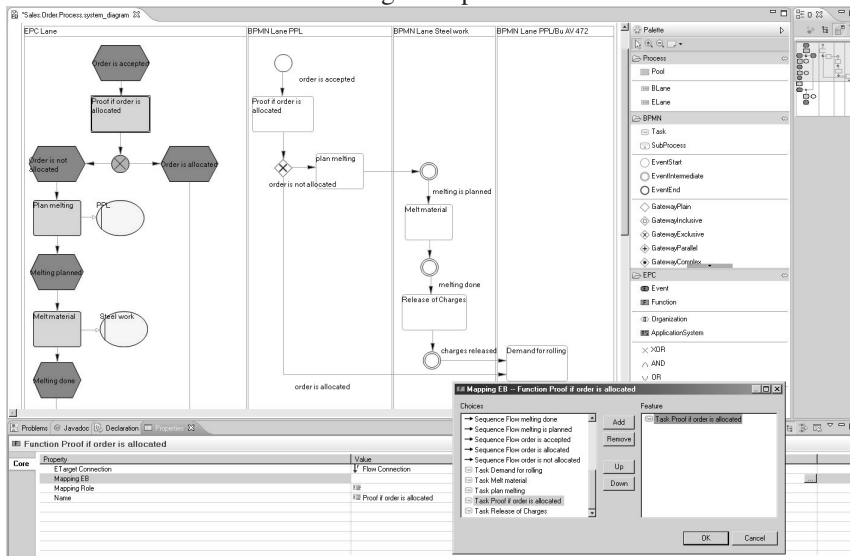 *Sales.Order.Process.system_diagram
EPC Lane
BPMN Lane PPL
BPMN Lane Steel work
BPMN Lane PPL/Bu AV 472
Order is accepted
order is accepted
Proof if order is
allocated
Proof if order is
allocated
Order is not
allocated
Order is allocated
plan melting
order is not allocated
melting is planned
Plan melting
PPL
Melt material
Melting planned
melting done
Release of Charges
Melt material
Steel work
charges released
Demand for rolling
Melting done
order is allocated
Palette
Process
Pool
BLane
ELane
BPMN
Task
SubProcess
EventStart
EventIntermediate
EventEnd
GatewayPlain
GatewayInclusive
GatewayExclusive
GatewayParallel
GatewayComplex
EPC
Event
Function
Organization
ApplicationSystem
XOR
AND
OR
Mapping EB -- Function Proof if order is allocated
Choices
Feature
Sequence Flow melting done
Sequence Flow melting is planned
Sequence Flow order is accepted
Sequence Flow order is allocated
Sequence Flow order is not allocated
Task Demand for rolling
Task Melt material
Task plan melting
Task Proof if order is allocated
Task Release of Charges
Add
Remove
Up
Down
Task Proof if order is allocated
OK
Cancel
Problems
Javadoc
Declaration
Properties
Function Proof if order is allocated
Core
Property
Value
ETarget Connection
Flow Connection
Mapping EB
Mapping Role
Name
Proof if order is allocated